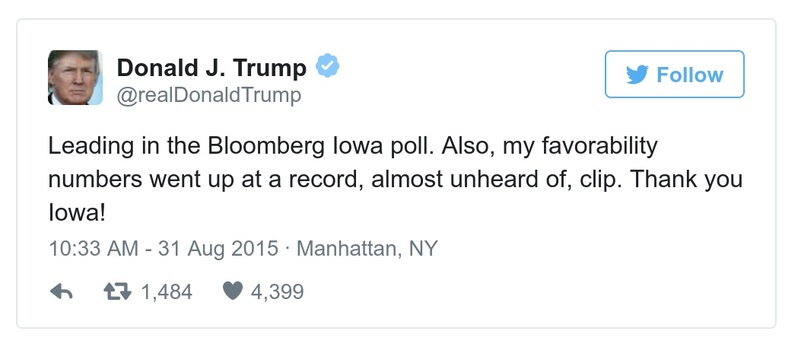 Donald J. Trump
Follow
@realDonaldTrump
Leading in the Bloomberg Iowa poll. Also, my favorability
numbers went up at a record, almost unheard of, clip. Thank you
Iowa!
10:33 AM - 31 Aug 2015 · Manhattan, NY
1,484 4,399